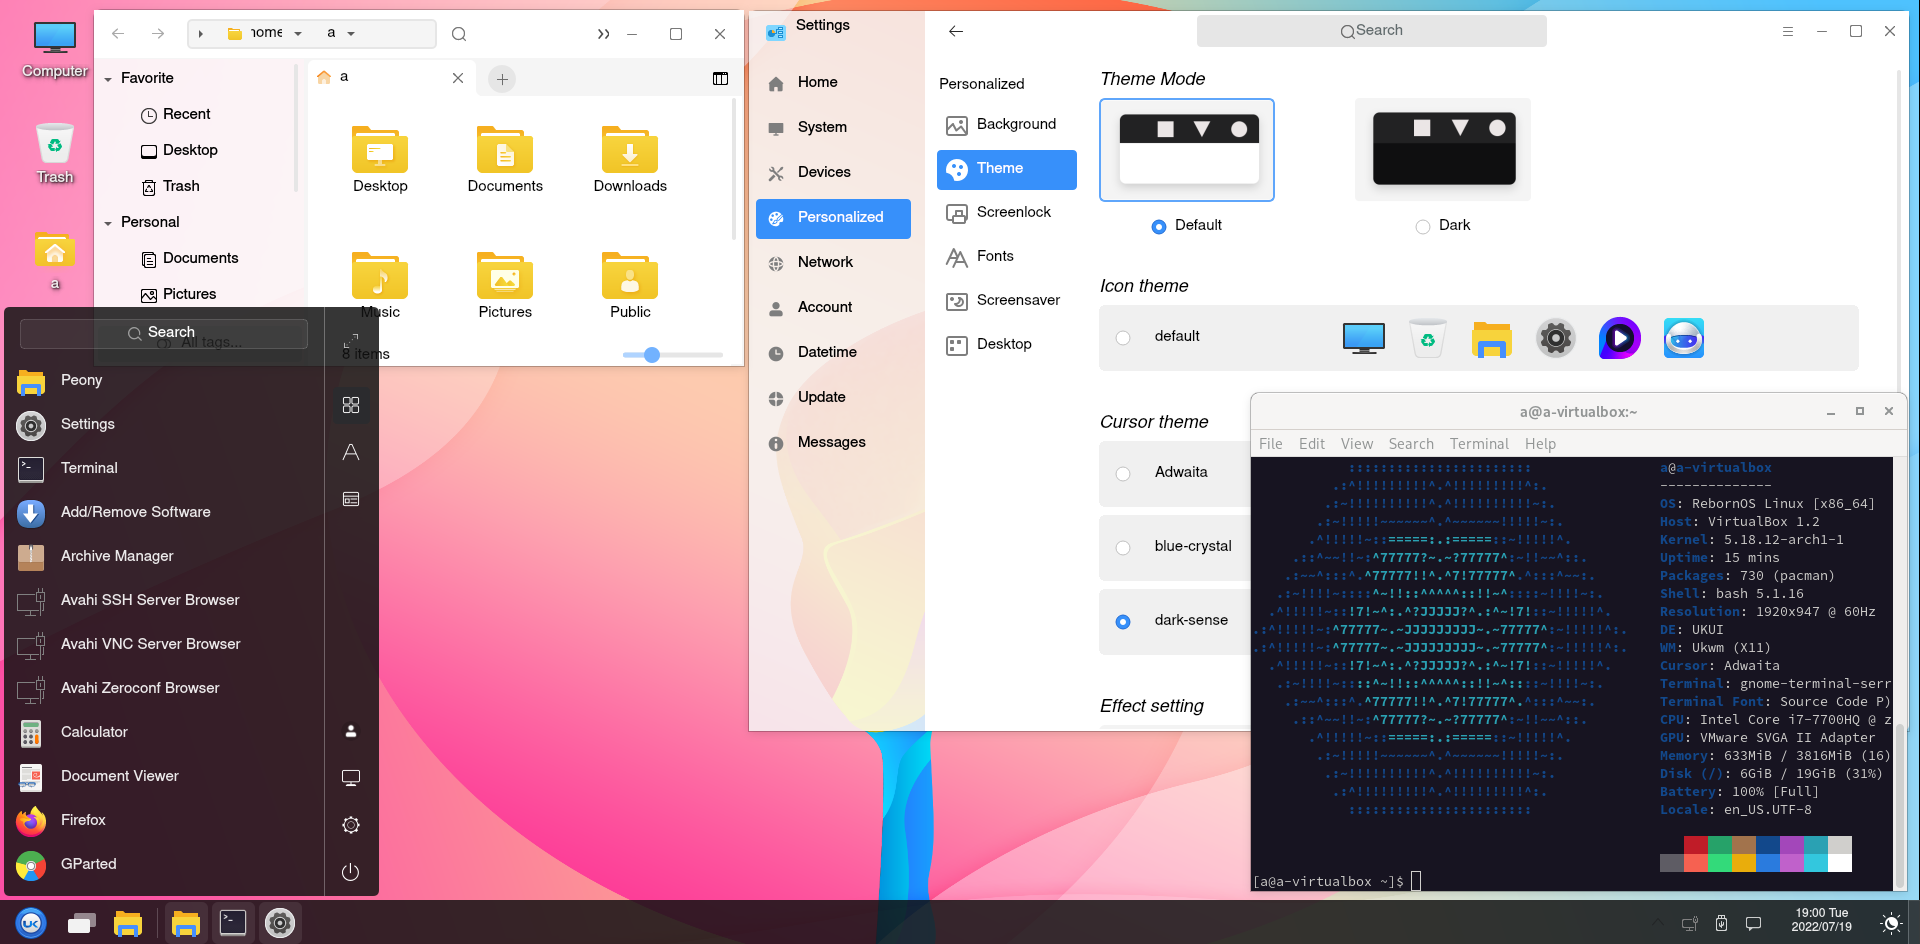 Computer
Trash
a
home
a
Favorite
Recent
Desktop
Trash
Personal
Documents
Pictures
All tags...
a
Desktop
Documents
Downloads
Music
Pictures
Public
8 items
Search
Peony
Settings
Terminal
Add/Remove Software
Archive Manager
Avahi SSH Server Browser
Avahi VNC Server Browser
Avahi Zeroconf Browser
Calculator
Document Viewer
Firefox
GParted
Settings
Home
System
Devices
Personalized
Network
Account
Datetime
Update
Messages
Search
Personalized
Background
Theme
Screenlock
Fonts
Screensaver
Desktop
Theme Mode
Default
Dark
Icon theme
default
Cursor theme
Adwaita
blue-crystal
dark-sense
Effect setting
a@a-virtualbox:~
File Edit View Search Terminal Help
a@a-virtualbox
--------------
OS: RebornOS Linux [x86_64]
Host: VirtualBox 1.2
Kernel: 5.18.12-arch1-1
Uptime: 15 mins
Packages: 730 (pacman)
Shell: bash 5.1.16
Resolution: 1920x947 @ 60Hz
DE: UKUI
WM: Ukwm (X11)
Cursor: Adwaita
Terminal: gnome-terminal-serr
Terminal Font: Source Code P)
CPU: Intel Core i7-7700HQ @ z
GPU: VMware SVGA II Adapter
Memory: 633MiB / 3816MiB (16)
Disk (/): 6GiB / 19GiB (31%)
Battery: 100% [Full]
Locale: en_US.UTF-8
[a@a-virtualbox ~]$
UK
19:00 Tue
2022/07/19